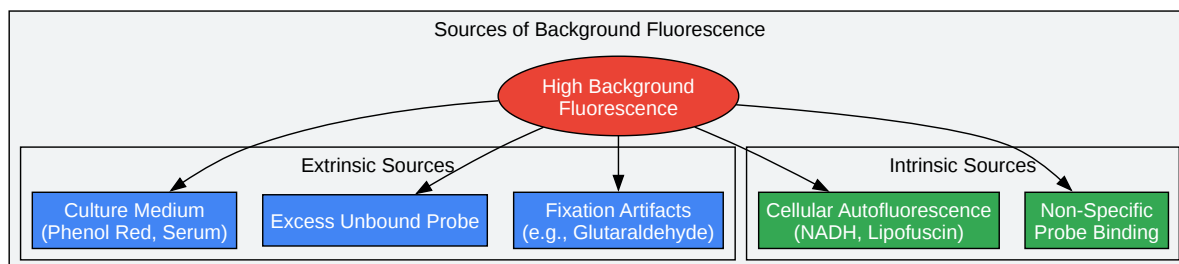 Sources of Background Fluorescence
High Background
Fluorescence
Extrinsic Sources
Intrinsic Sources
Culture Medium
(Phenol Red, Serum)
Excess Unbound Probe
Fixation Artifacts
(e.g., Glutaraldehyde)
Cellular Autofluorescence
(NADH, Lipofuscin)
Non-Specific
Probe Binding